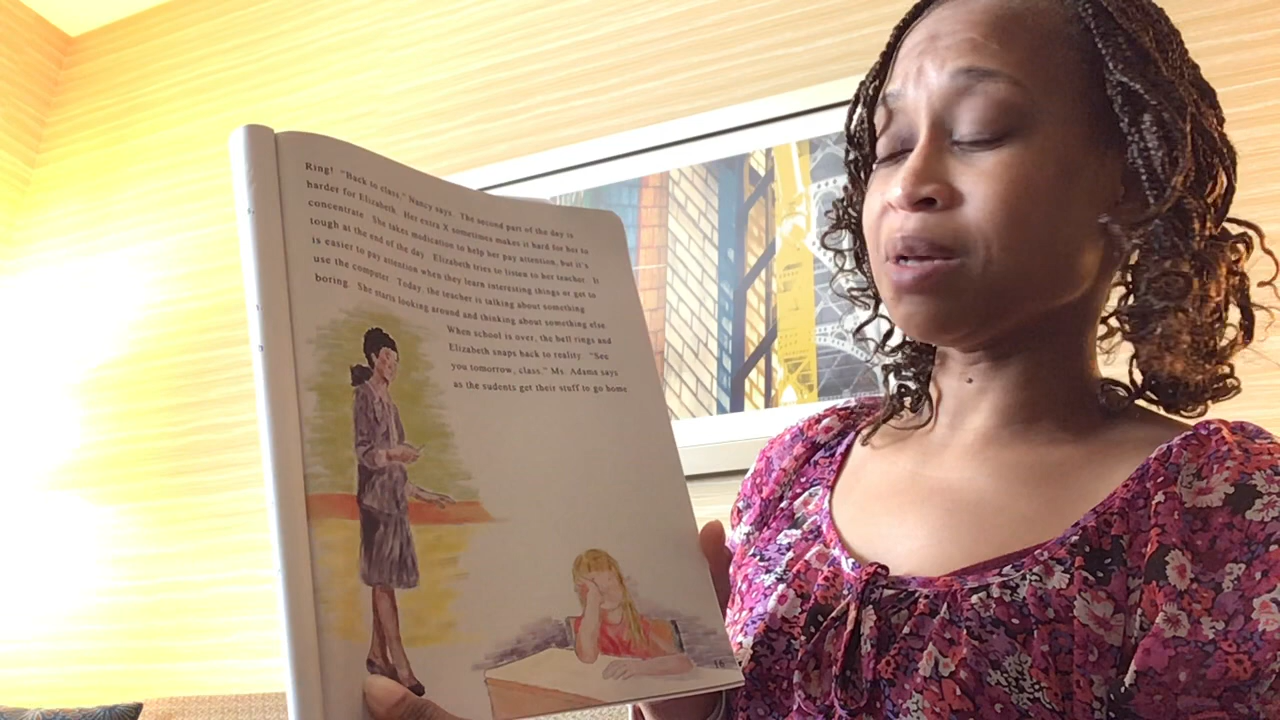 Ring! "Back to class," Nancy says. The second part of the day is
harder for Elizabeth. Her extra X sometimes makes it hard for her to
concentrate. She takes medication to help her pay attention, but it's
tough at the end of the day. Elizabeth tries to listen to her teacher. It
is easier to pay attention when they learn interesting things or get to
use the computer. Today, the teacher is talking about something
boring. She starts looking around and thinking about something else.
When school is over, the bell rings and
Elizabeth snaps back to reality. "See
you tomorrow, class." Ms. Adams says
as the sudents get their stuff to go home
16